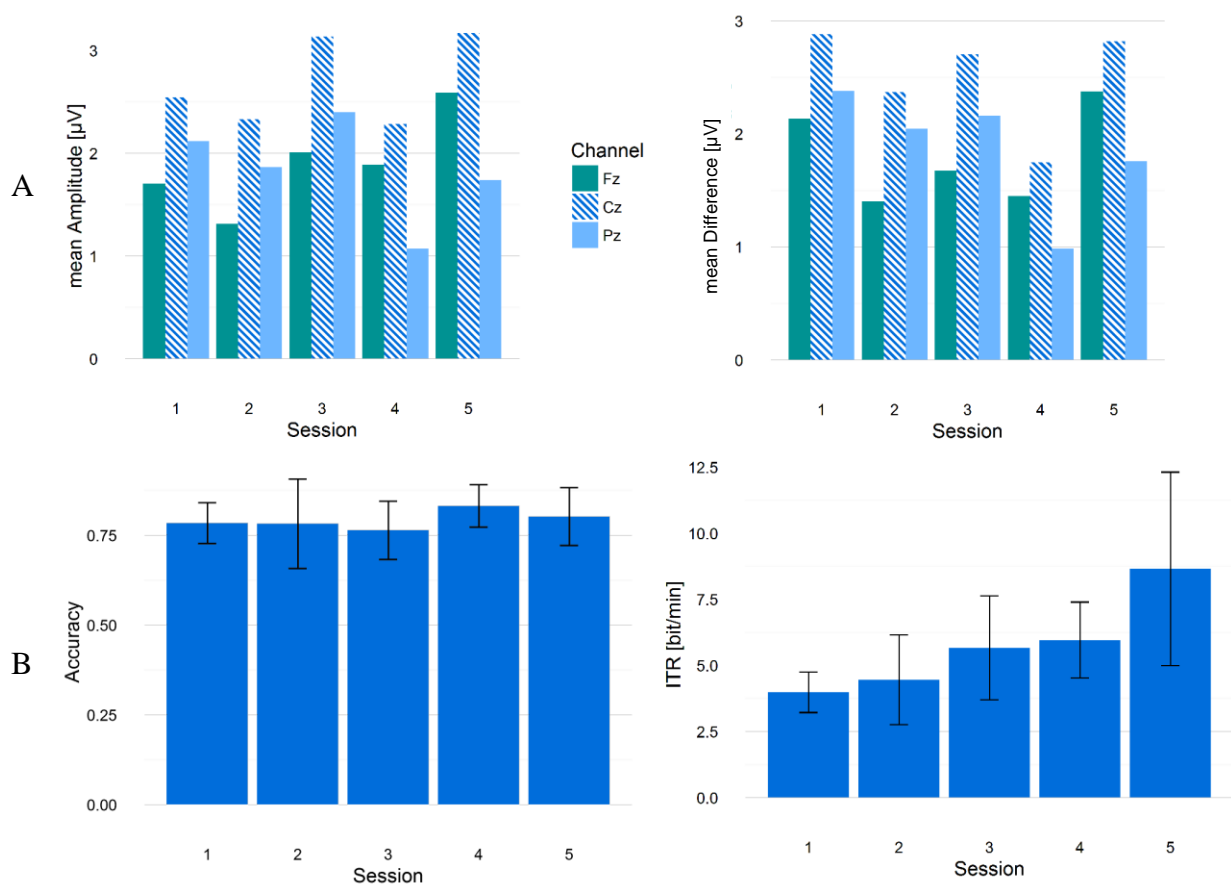 A
mean Amplitude [µV]
3
2
1
0
1 2 3 4 5
Session
Channel
Fz
Cz
Pz
mean Difference [µV]
3
2
1
0
1 2 3 4 5
Session
B
Accuracy
0.75
0.50
0.25
0.00
1 2 3 4 5
Session
ITR [bit/min]
12.5
10.0
7.5
5.0
2.5
0.0
1 2 3 4 5
Session